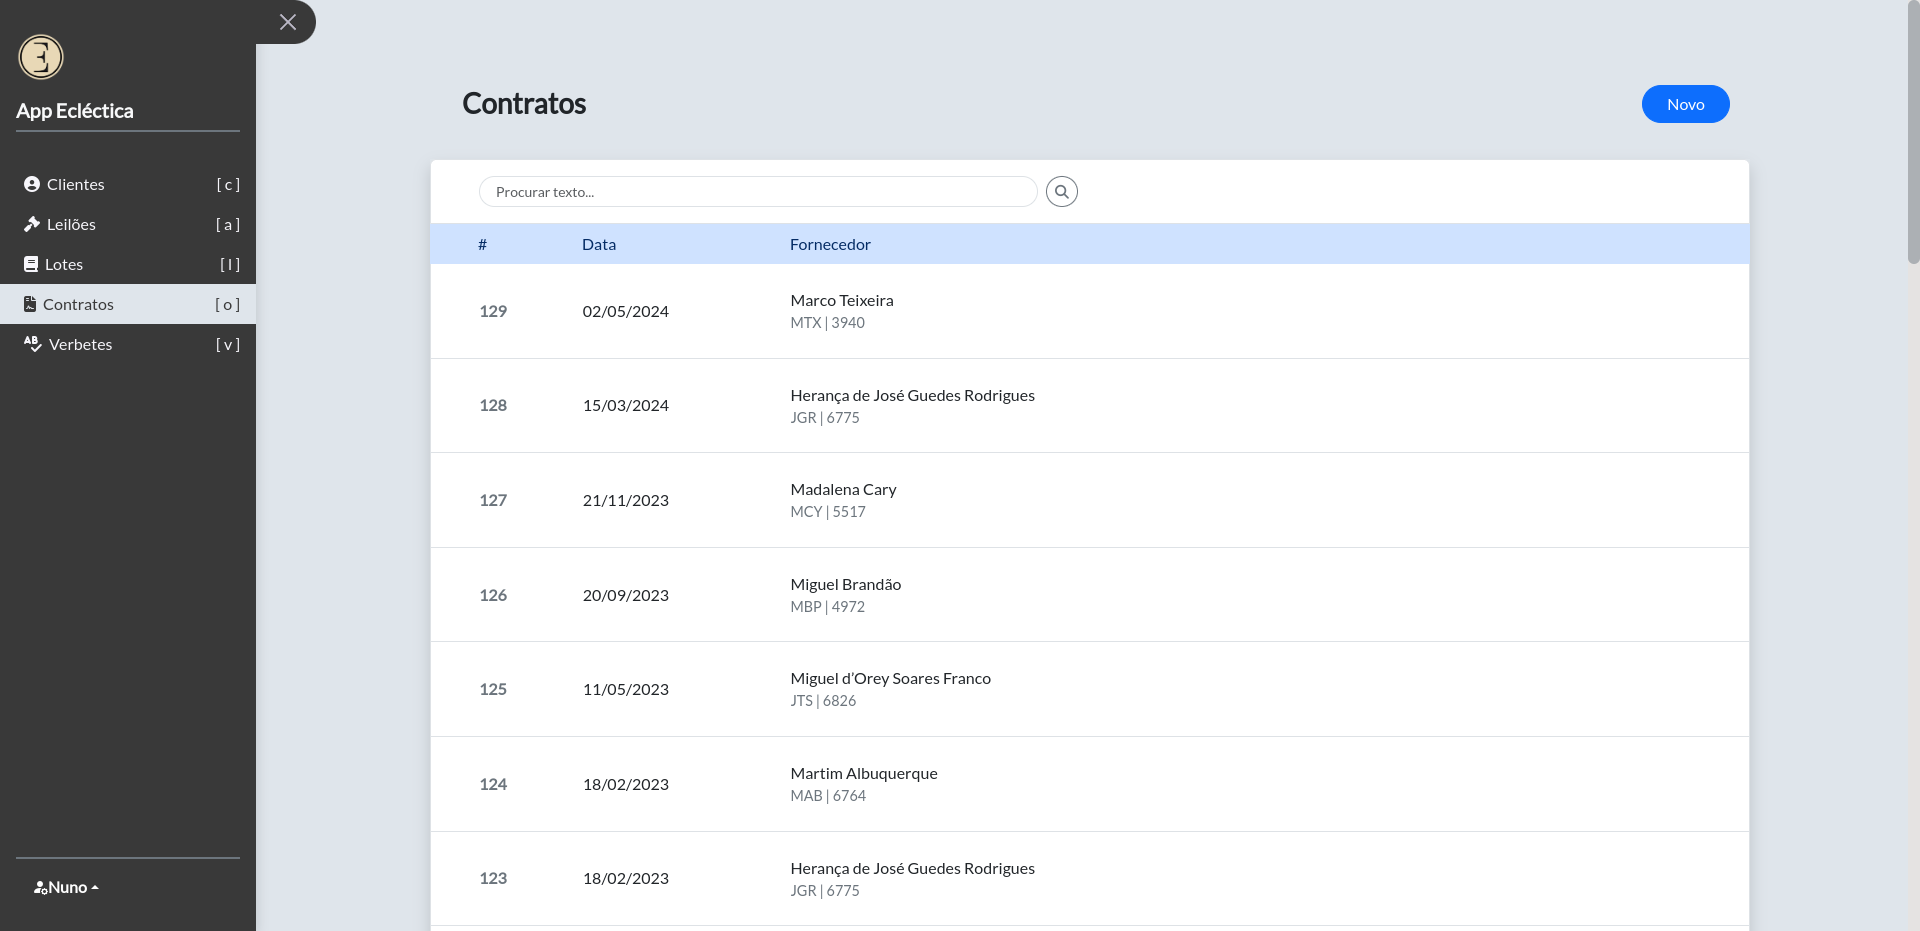 App Ecléctica
Clientes [ c ]
Leilões [ a ]
Lotes [ l ]
Contratos [ o ]
Verbetes [ v ]
Nuno
Contratos
Novo
Procurar texto...
# Data Fornecedor
129 02/05/2024 Marco Teixeira
MTX | 3940
128 15/03/2024 Herança de José Guedes Rodrigues
JGR | 6775
127 21/11/2023 Madalena Cary
MCY | 5517
126 20/09/2023 Miguel Brandão
MBP | 4972
125 11/05/2023 Miguel d’Orey Soares Franco
JTS | 6826
124 18/02/2023 Martim Albuquerque
MAB | 6764
123 18/02/2023 Herança de José Guedes Rodrigues
JGR | 6775